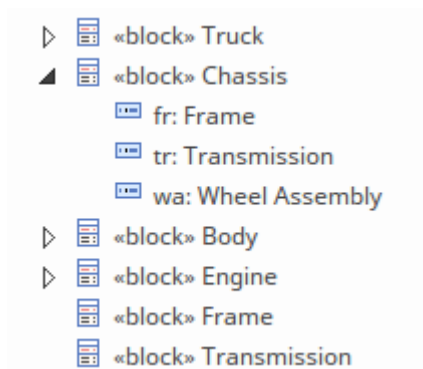 «block» Truck
«block» Chassis
fr: Frame
tr: Transmission
wa: Wheel Assembly
«block» Body
«block» Engine
«block» Frame
«block» Transmission